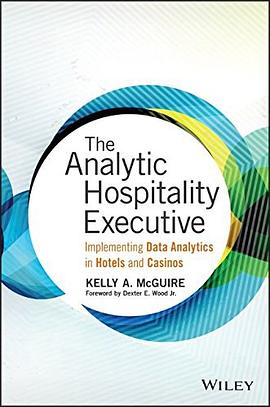 The
Analytic
Hospitality
Executive
Implementing Data Analytics
in Hotels and Casinos
KELLY A. McGUIRE
Foreword by Dexter E. Wood Jr.
WILEY